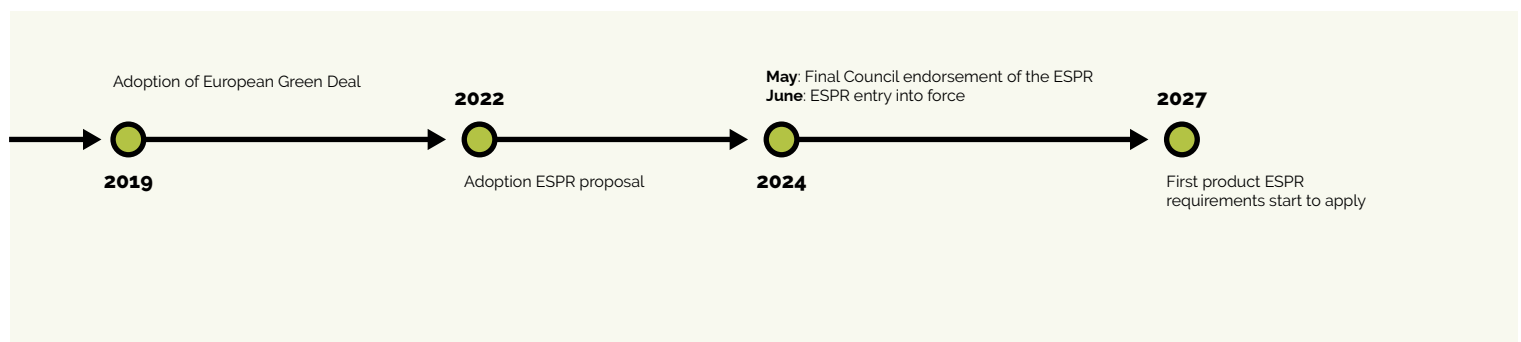 Adoption of European Green Deal
2019
2022
Adoption ESPR proposal
May: Final Council endorsement of the ESPR
June: ESPR entry into force
2024
2027
First product ESPR
requirements start to apply